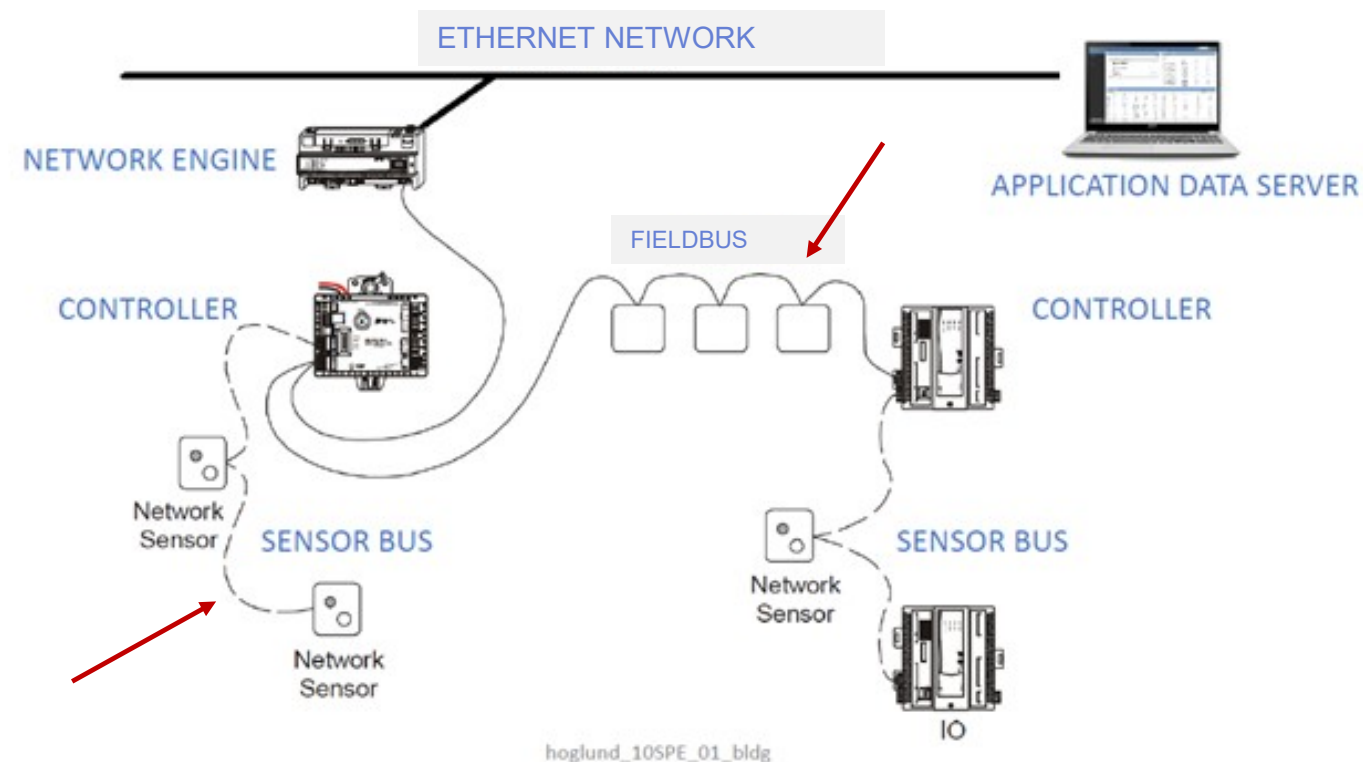 ETHERNET NETWORK
NETWORK ENGINE
APPLICATION DATA SERVER
FIELDBUS
CONTROLLER
CONTROLLER
Network
Sensor
SENSOR BUS
Network
Sensor
SENSOR BUS
Network
Sensor
IO
hoglund_10SPE_01_bldg